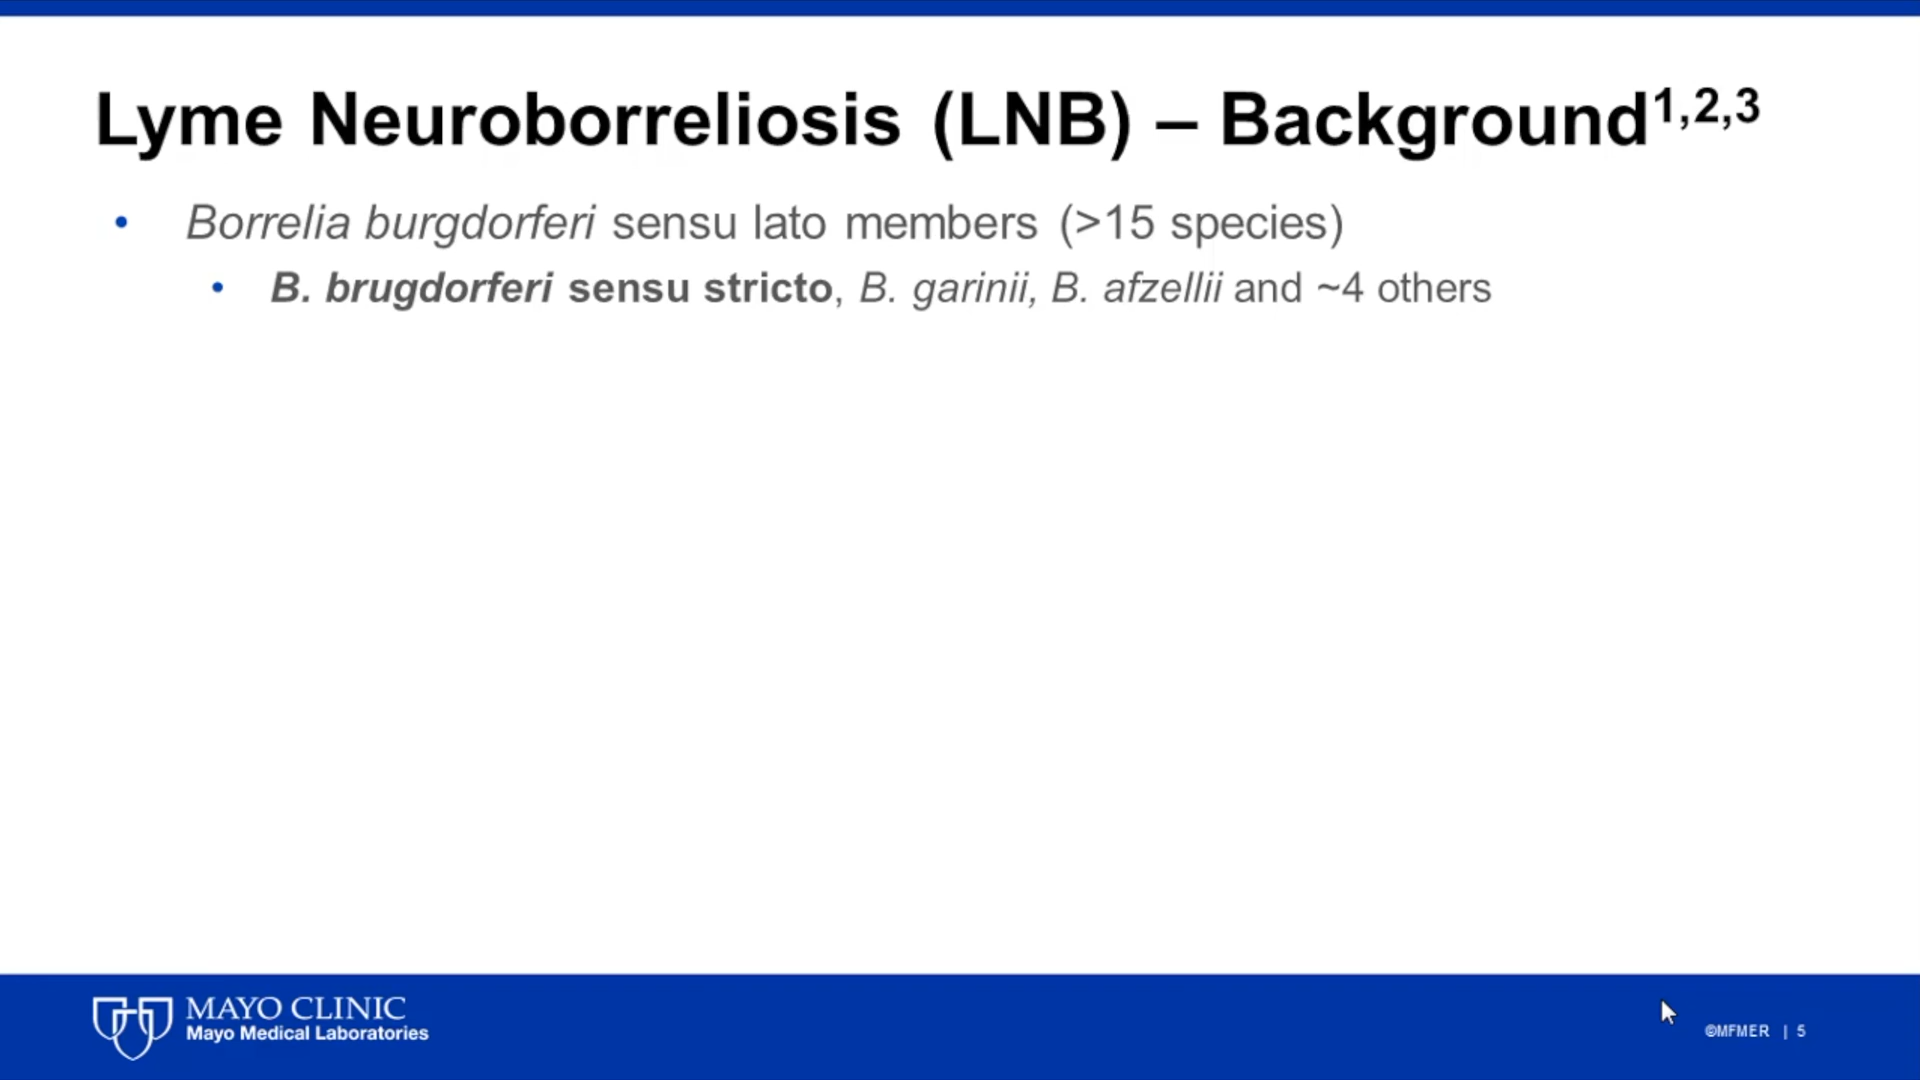 Lyme Neuroborreliosis (LNB) – Background1,2,3
• Borrelia burgdorferi sensu lato members (>15 species)
• B. brugdorferi sensu stricto, B. garinii, B. afzellii and ~4 others
MAYO CLINIC
Mayo Medical Laboratories
©MFMER | 5